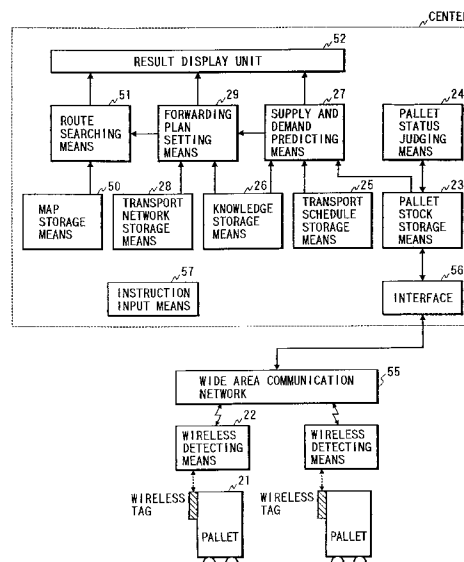 CENTER
52
RESULT DISPLAY UNIT
51
ROUTE
SEARCHING
MEANS
29
FORWARDING
PLAN
SETTING
MEANS
27
SUPPLY AND
DEMAND
PREDICTING
MEANS
24
PALLET
STATUS
JUDGING
MEANS
50
MAP
STORAGE
MEANS
28
TRANSPORT
NETWORK
STORAGE
MEANS
26
KNOWLEDGE
STORAGE
MEANS
25
TRANSPORT
SCHEDULE
STORAGE
MEANS
23
PALLET
STOCK
STORAGE
MEANS
57
INSTRUCTION
INPUT MEANS
56
INTERFACE
55
WIDE AREA COMMUNICATION
NETWORK
22
WIRELESS
DETECTING
MEANS
WIRELESS
DETECTING
MEANS
21
WIRELESS
TAG
PALLET
WIRELESS
TAG
PALLET